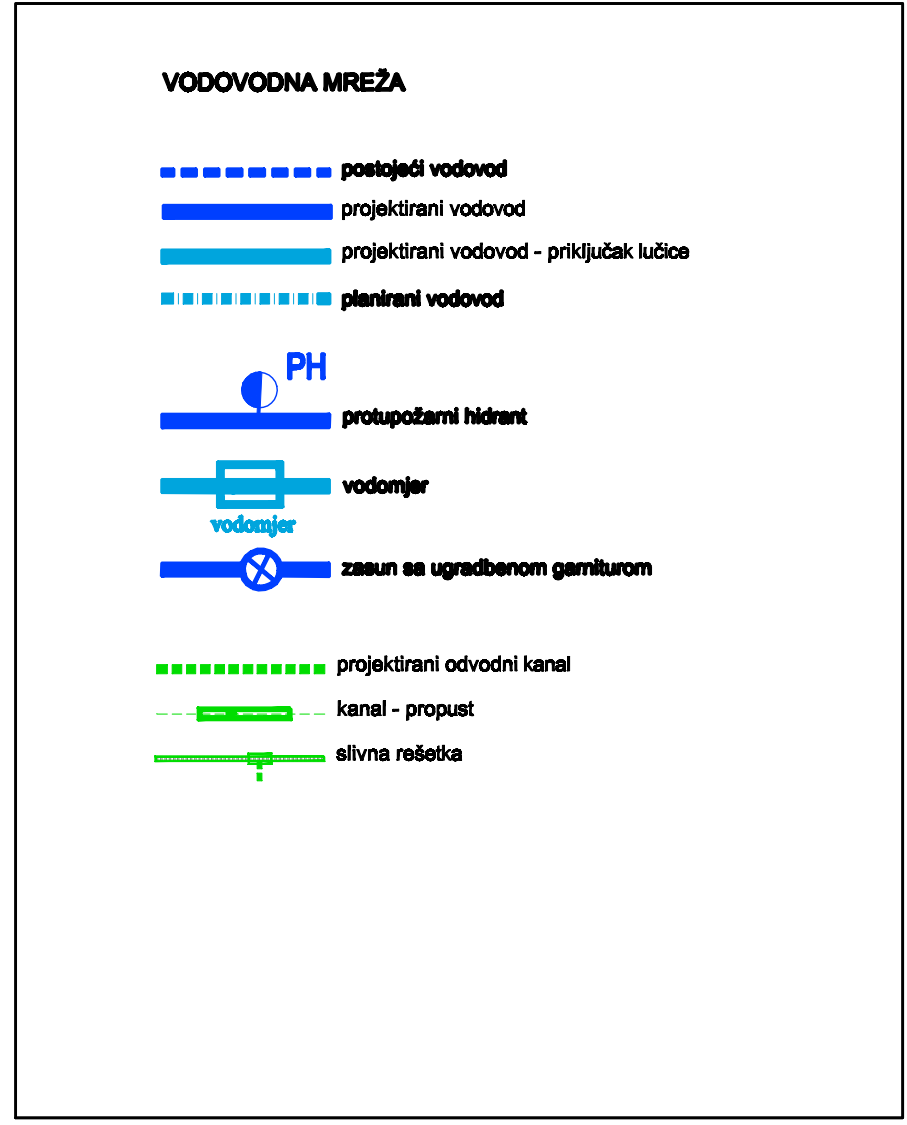 VODOVODNA MREŽA
postojeći vodovod
projektirani vodovod
projektirani vodovod - priključak lučice
planirani vodovod
PH
protupožarni hidrant
vodomjer
vodomjer
zasun sa ugradbenom garniturom
projektirani odvodni kanal
kanal - propust
slivna rešetka